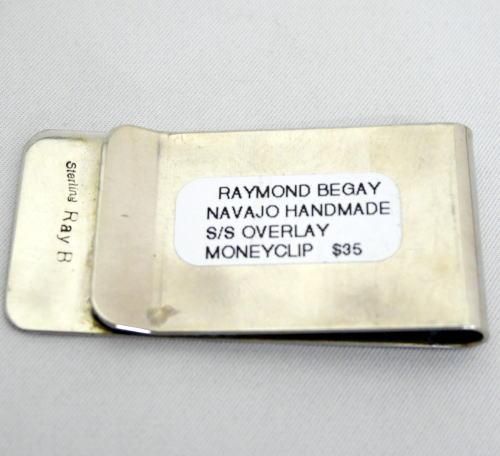 RAYMOND BEGAY
NAVAJO HANDMADE
S/S OVERLAY
MONEYCLIP $35
Sterling
Ray B